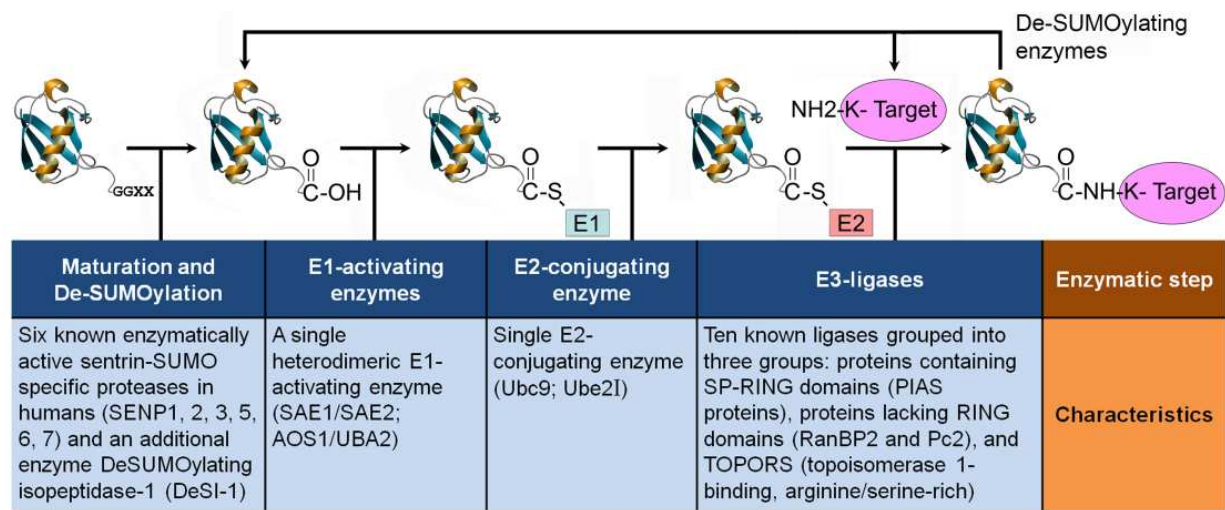 De-SUMOylating
enzymes
NH2-K- Target
GGXX
O
C-OH
O
C-S
E1
O
C-S
E2
O
C-NH-K- Target
Maturation and
De-SUMOylation
E1-activating
enzymes
E2-conjugating
enzyme
E3-ligases
Enzymatic step
Six known enzymatically
active sentrin-SUMO
specific proteases in
humans (SENP1, 2, 3, 5,
6, 7) and an additional
enzyme DeSUMOylating
isopeptidase-1 (DeSI-1)
A single
heterodimeric E1-
activating enzyme
(SAE1/SAE2;
AOS1/UBA2)
Single E2-
conjugating enzyme
(Ubc9; Ube2I)
Ten known ligases grouped into
three groups: proteins containing
SP-RING domains (PIAS
proteins), proteins lacking RING
domains (RanBP2 and Pc2), and
TOPORS (topoisomerase 1-
binding, arginine/serine-rich)
Characteristics